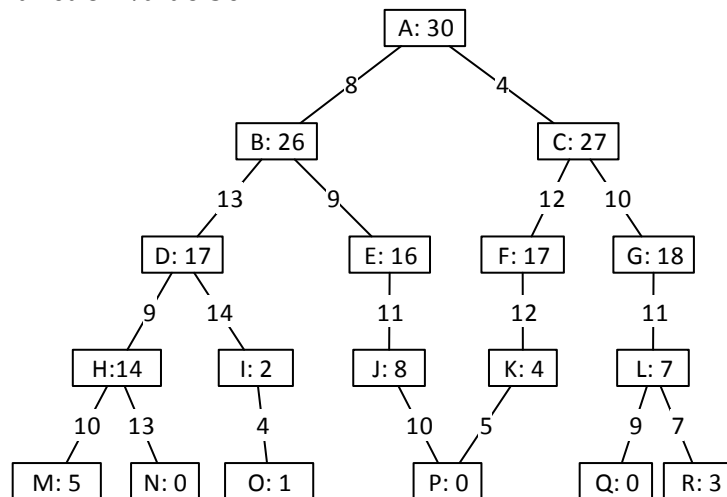 A: 30
8 4
B: 26 C: 27
13 9 12 10
D: 17 E: 16 F: 17 G: 18
9 14 11 12 11
H:14 I: 2 J: 8 K: 4 L: 7
10 13 4 10 5 9 7
M: 5 N: 0 O: 1 P: 0 Q: 0 R: 3